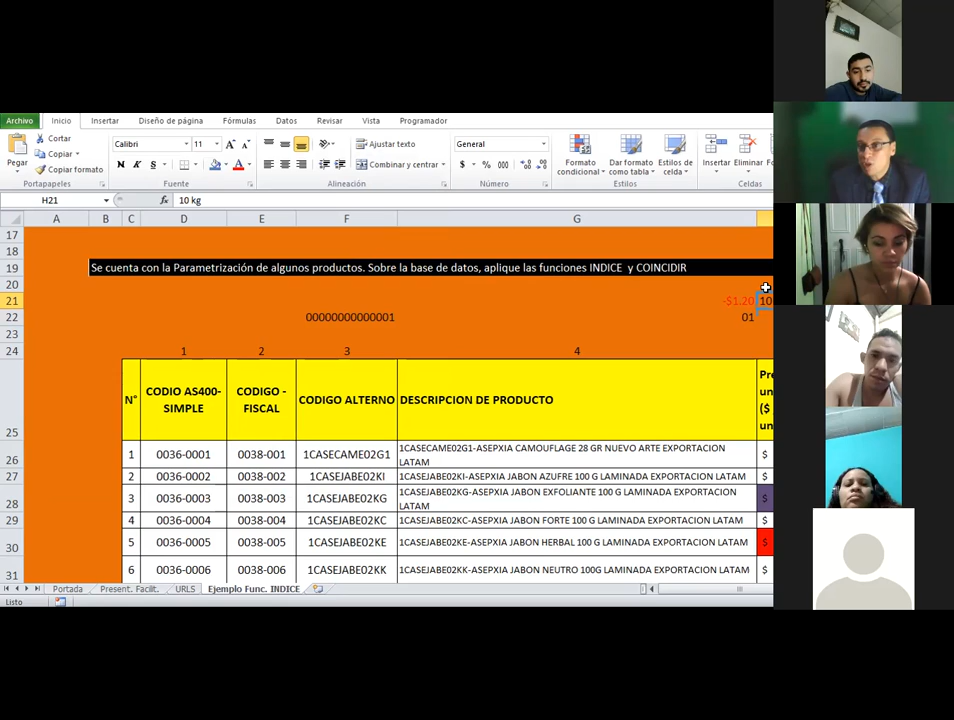 Archivo Inicio Insertar Diseño de página Fórmulas Datos Revisar Vista Programador
Cortar
Copiar
Copiar formato
Pegar
Portapapeles
Calibri 11
N K S
Fuente
Ajustar texto
Combinar y centrar
Alineación
General
$ % 000
Número
Formato condicional
Dar formato como tabla
Estilos de celda
Estilos
Insertar Eliminar
Celdas
H21 fx 10 kg
A B C D E F G
17
18
19 Se cuenta con la Parametrización de algunos productos. Sobre la base de datos, aplique las funciones INDICE y COINCIDIR
20
21 -$1.20 10
22 00000000000001 01
23
24 1 2 3 4
25 N° CODIO AS400-SIMPLE CODIGO - FISCAL CODIGO ALTERNO DESCRIPCION DE PRODUCTO Pre un ($ un
26 1 0036-0001 0038-001 1CASECAME02G1 1CASECAME02G1-ASEPXIA CAMOUFLAGE 28 GR NUEVO ARTE EXPORTACION LATAM $
27 2 0036-0002 0038-002 1CASEJABE02KI 1CASEJABE02KI-ASEPXIA JABON AZUFRE 100 G LAMINADA EXPORTACION LATAM $
28 3 0036-0003 0038-003 1CASEJABE02KG 1CASEJABE02KG-ASEPXIA JABON EXFOLIANTE 100 G LAMINADA EXPORTACION LATAM $
29 4 0036-0004 0038-004 1CASEJABE02KC 1CASEJABE02KC-ASEPXIA JABON FORTE 100 G LAMINADA EXPORTACION LATAM $
30 5 0036-0005 0038-005 1CASEJABE02KE 1CASEJABE02KE-ASEPXIA JABON HERBAL 100 G LAMINADA EXPORTACION LATAM $
31 6 0036-0006 0038-006 1CASEJABE02KK 1CASEJABE02KK-ASEPXIA JABON NEUTRO 100G LAMINADA EXPORTACION LATAM $
Portada Present. Facilit. URLS Ejemplo Func. INDICE
Listo